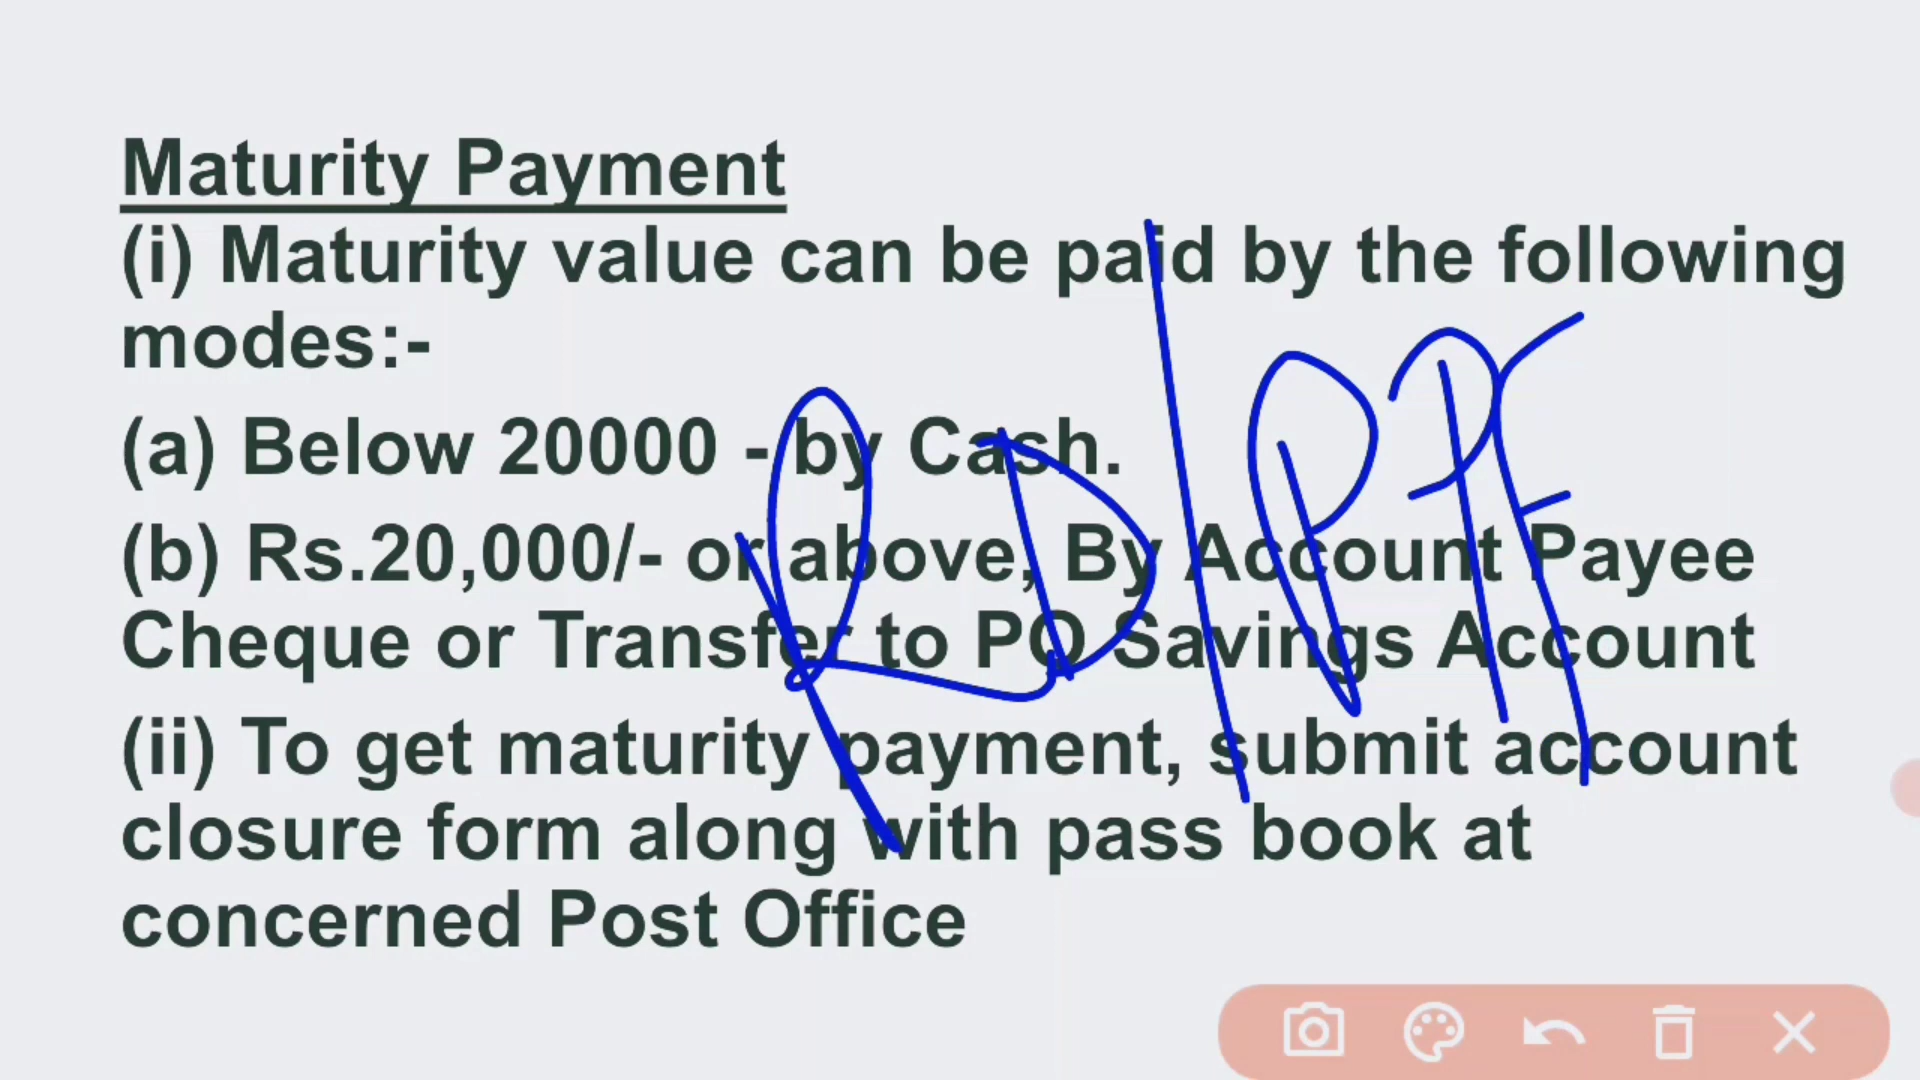 Maturity Payment
(i) Maturity value can be paid by the following
modes:-
(a) Below 20000 - by Cash.
(b) Rs.20,000/- or above, By Account Payee
Cheque or Transfer to PO Savings Account
(ii) To get maturity payment, submit account
closure form along with pass book at
concerned Post Office
RD/PPF